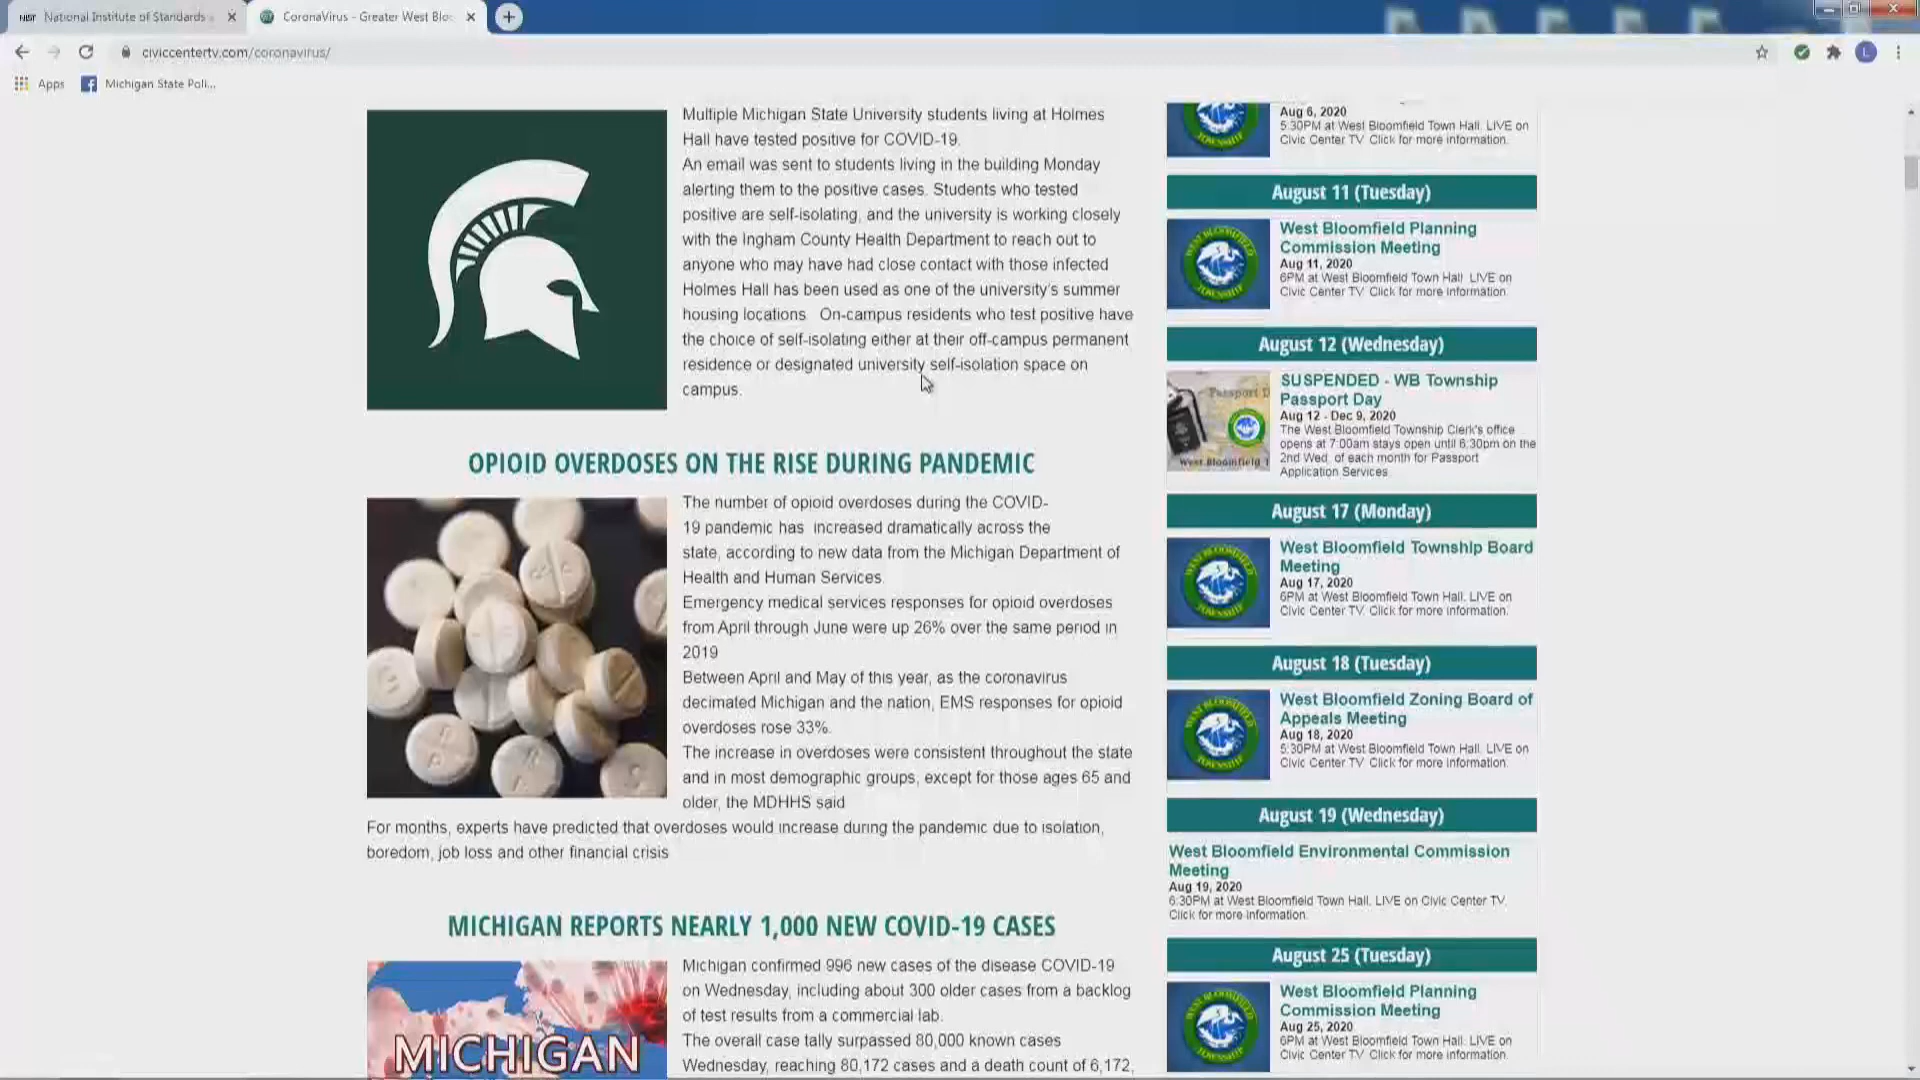 National Institute of Standards
CoronaVirus - Greater West Blo
civiccentertv.com/coronavirus/
L
Apps
Michigan State Poli...
Multiple Michigan State University students living at Holmes
Hall have tested positive for COVID-19.
An email was sent to students living in the building Monday
alerting them to the positive cases. Students who tested
positive are self-isolating, and the university is working closely
with the Ingham County Health Department to reach out to
anyone who may have had close contact with those infected
Holmes Hall has been used as one of the university's summer
housing locations On-campus residents who test positive have
the choice of self-isolating either at their off-campus permanent
residence or designated university self-isolation space on
campus.
OPIOID OVERDOSES ON THE RISE DURING PANDEMIC
The number of opioid overdoses during the COVID-
19 pandemic has increased dramatically across the
state, according to new data from the Michigan Department of
Health and Human Services.
Emergency medical services responses for opioid overdoses
from April through June were up 26% over the same period in
2019
Between April and May of this year, as the coronavirus
decimated Michigan and the nation, EMS responses for opioid
overdoses rose 33%.
The increase in overdoses were consistent throughout the state
and in most demographic groups, except for those ages 65 and
older, the MDHHS said
For months, experts have predicted that overdoses would increase during the pandemic due to isolation,
boredom, job loss and other financial crisis
MICHIGAN REPORTS NEARLY 1,000 NEW COVID-19 CASES
MICHIGAN
Michigan confirmed 996 new cases of the disease COVID-19
on Wednesday, including about 300 older cases from a backlog
of test results from a commercial lab.
The overall case tally surpassed 80,000 known cases
Wednesday, reaching 80,172 cases and a death count of 6,172,
Aug 6, 2020
5:30PM at West Bloomfield Town Hall. LIVE on
Civic Center TV Click for more information.
August 11 (Tuesday)
West Bloomfield Planning
Commission Meeting
Aug 11, 2020
6PM at West Bloomfield Town Hall. LIVE on
Civic Center TV Click for more information.
August 12 (Wednesday)
SUSPENDED - WB Township
Passport Day
Aug 12 - Dec 9, 2020
The West Bloomfield Township Clerk's office
opens at 7:00am stays open until 6:30pm on the
2nd Wed. of each month for Passport
Application Services.
August 17 (Monday)
West Bloomfield Township Board
Meeting
Aug 17, 2020
6PM at West Bloomfield Town Hall. LIVE on
Civic Center TV. Click for more information.
August 18 (Tuesday)
West Bloomfield Zoning Board of
Appeals Meeting
Aug 18, 2020
5:30PM at West Bloomfield Town Hall. LIVE on
Civic Center TV. Click for more information.
August 19 (Wednesday)
West Bloomfield Environmental Commission
Meeting
Aug 19, 2020
6:30PM at West Bloomfield Town Hall. LIVE on Civic Center TV.
Click for more information.
August 25 (Tuesday)
West Bloomfield Planning
Commission Meeting
Aug 25, 2020
6PM at West Bloomfield Town Hall. LIVE on
Civic Center TV Click for more information.